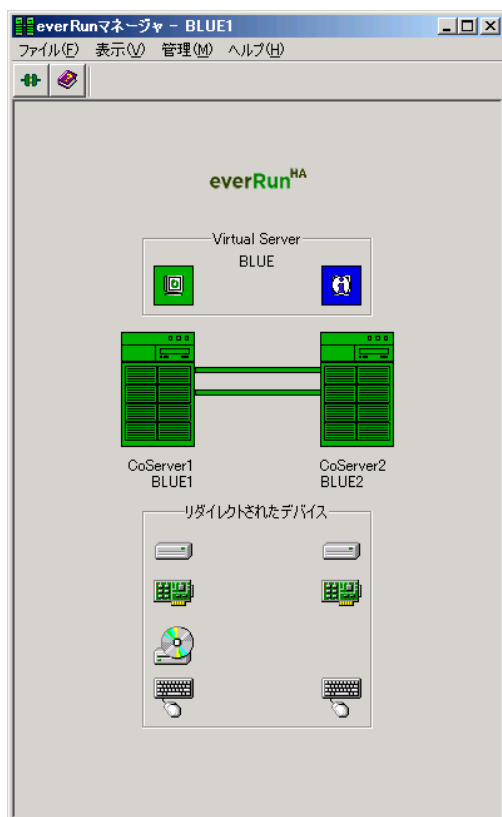 everRunマネージャ - BLUE1
ファイル(F) 表示(V) 管理(M) ヘルプ(H)
everRunHA
Virtual Server
BLUE
CoServer1
BLUE1
CoServer2
BLUE2
リダイレクトされたデバイス